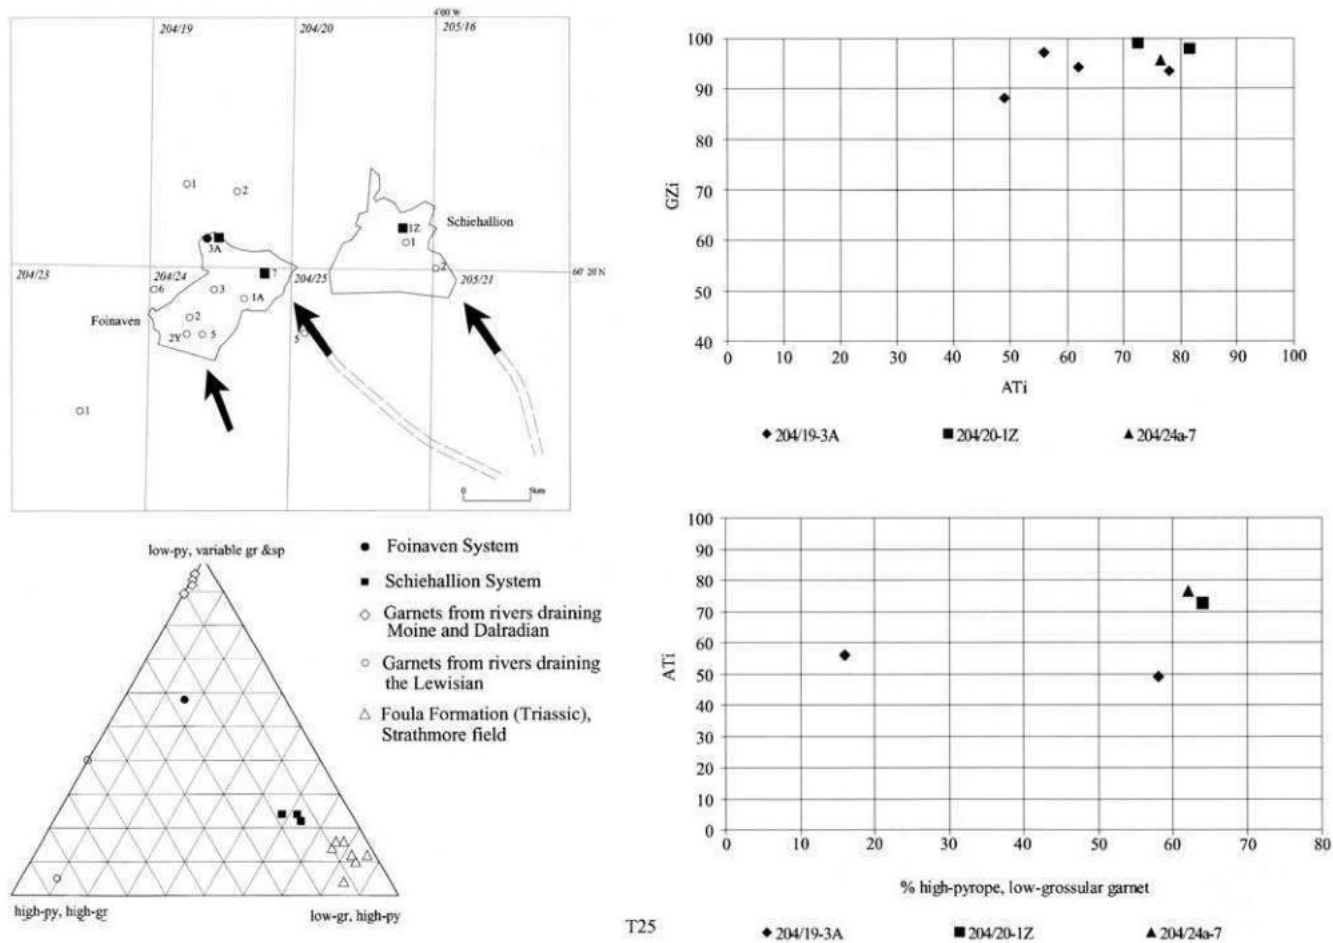 4°00' W
204/19
204/20
205/16
1
2
Schiehallion
1Z
1
3A
2
204/23
204/24
7
204/25
205/21
60° 20' N
6
3
1A
Foinaven
2
2Y
5
5
1
0
5km
low-py, variable gr &sp
high-py, high-gr
low-gr, high-py
Foinaven System
Schiehallion System
Garnets from rivers draining
Moine and Dalradian
Garnets from rivers draining
the Lewisian
Foula Formation (Triassic),
Strathmore field
100
90
80
70
60
50
40
GZi
0 10 20 30 40 50 60 70 80 90 100
ATi
204/19-3A 204/20-1Z 204/24a-7
100
90
80
70
60
50
40
30
20
10
0
ATi
0 10 20 30 40 50 60 70 80
% high-pyrope, low-grossular garnet
204/19-3A 204/20-1Z 204/24a-7
T25